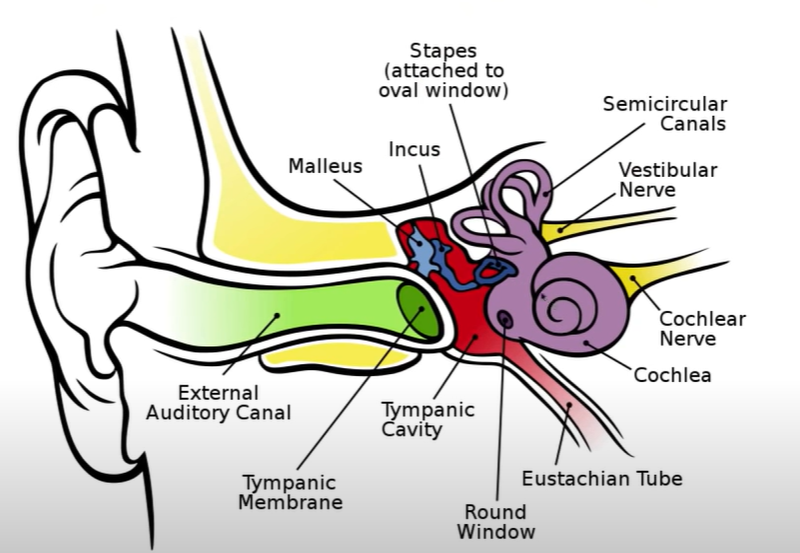 Stapes
(attached to
oval window)
Semicircular
Canals
Incus
Malleus
Vestibular
Nerve
Cochlear
Nerve
Cochlea
External
Auditory Canal
Tympanic
Cavity
Tympanic
Membrane
Eustachian Tube
Round
Window